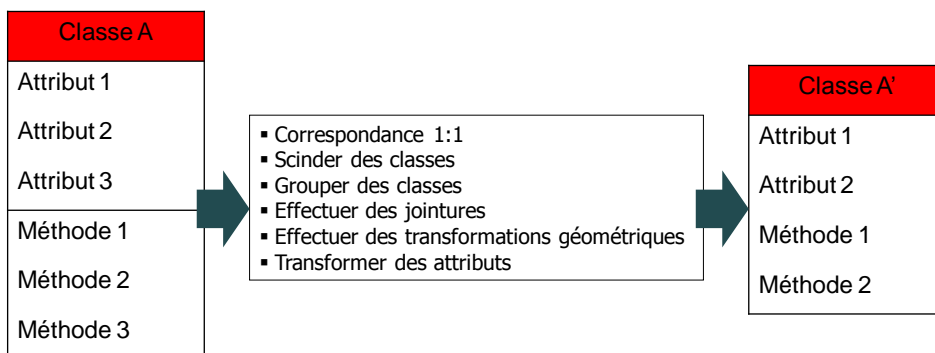 Classe A
Attribut 1
Attribut 2
Attribut 3
Méthode 1
Méthode 2
Méthode 3
▪ Correspondance 1:1
▪ Scinder des classes
▪ Grouper des classes
▪ Effectuer des jointures
▪ Effectuer des transformations géométriques
▪ Transformer des attributs
Classe A’
Attribut 1
Attribut 2
Méthode 1
Méthode 2